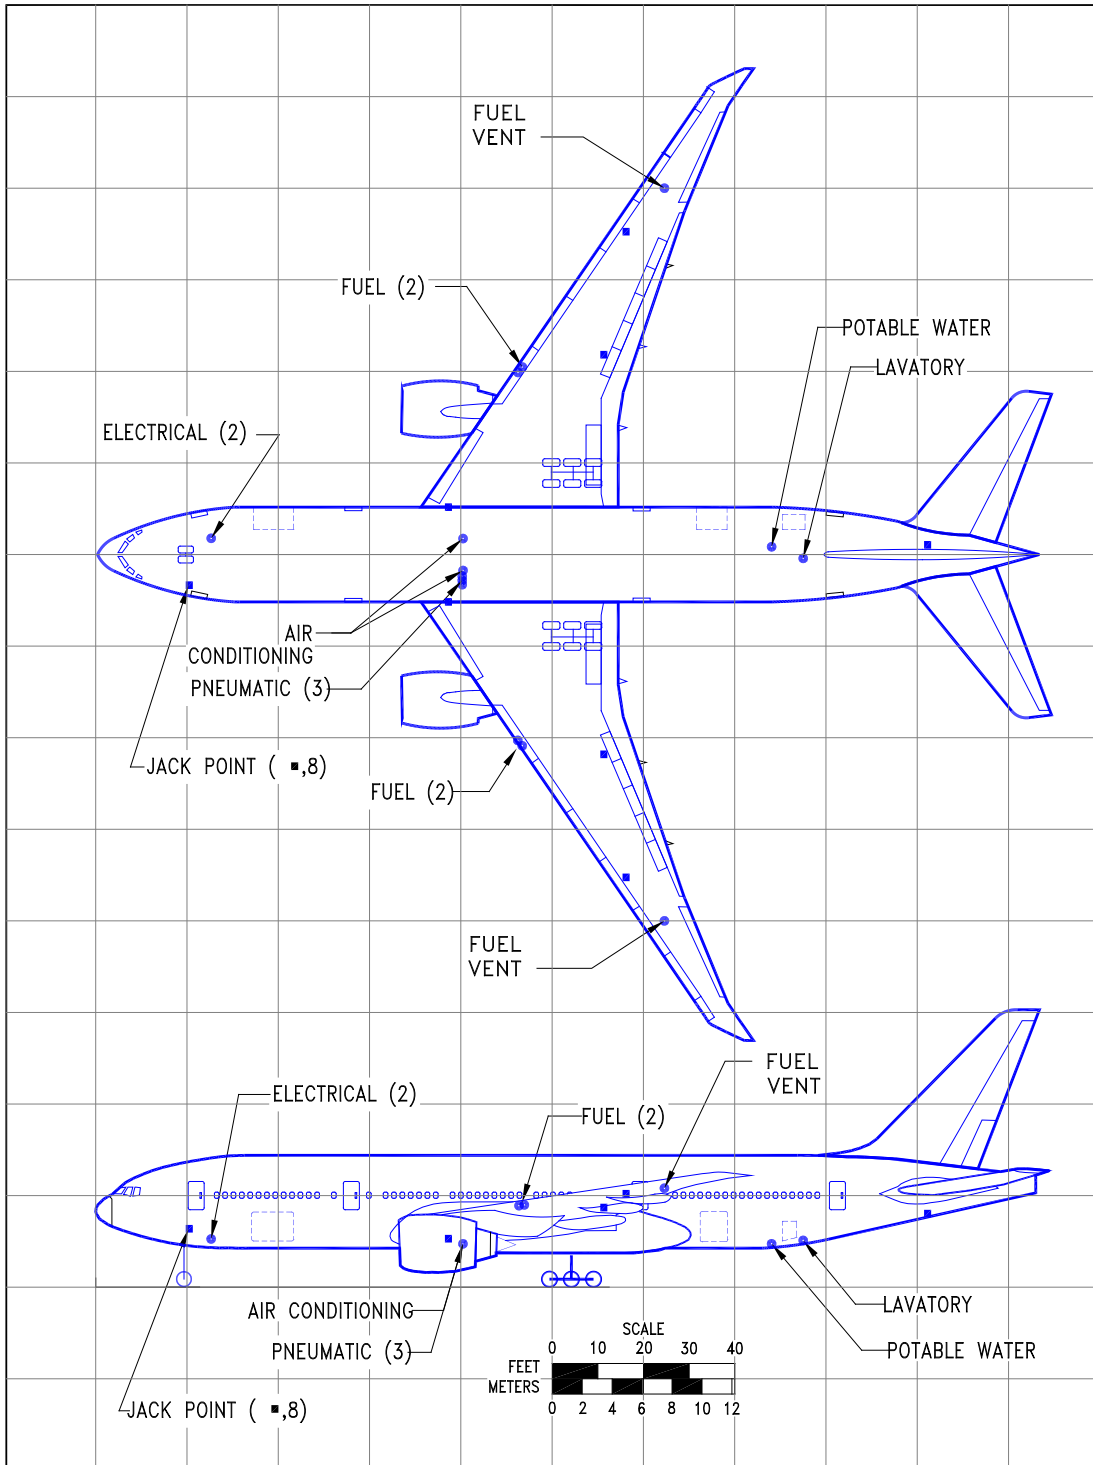 FUEL
VENT
FUEL (2)
POTABLE WATER
LAVATORY
ELECTRICAL (2)
AIR
CONDITIONING
PNEUMATIC (3)
JACK POINT ( ▪,8)
FUEL (2)
FUEL
VENT
FUEL
VENT
ELECTRICAL (2)
FUEL (2)
AIR CONDITIONING
LAVATORY
PNEUMATIC (3)
POTABLE WATER
JACK POINT ( ▪,8)
SCALE
0 10 20 30 40
FEET
METERS
0 2 4 6 8 10 12